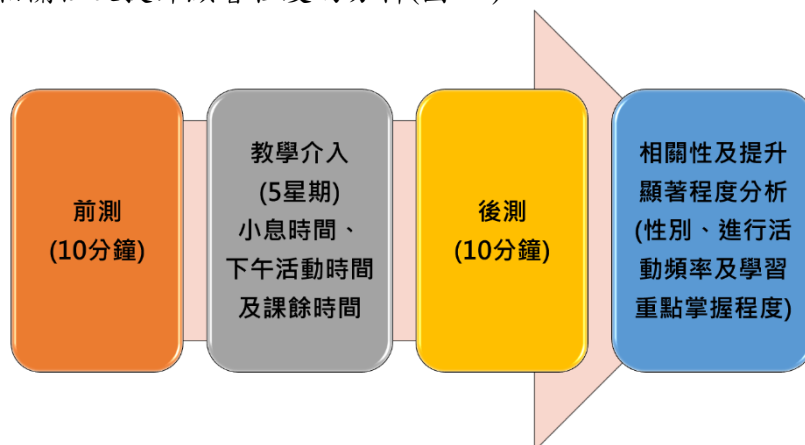 前測
(10分鐘)
教學介入
(5星期)
小息時間、
下午活動時間
及課餘時間
後測
(10分鐘)
相關性及提升
顯著程度分析
(性別、進行活
動頻率及學習
重點掌握程度)